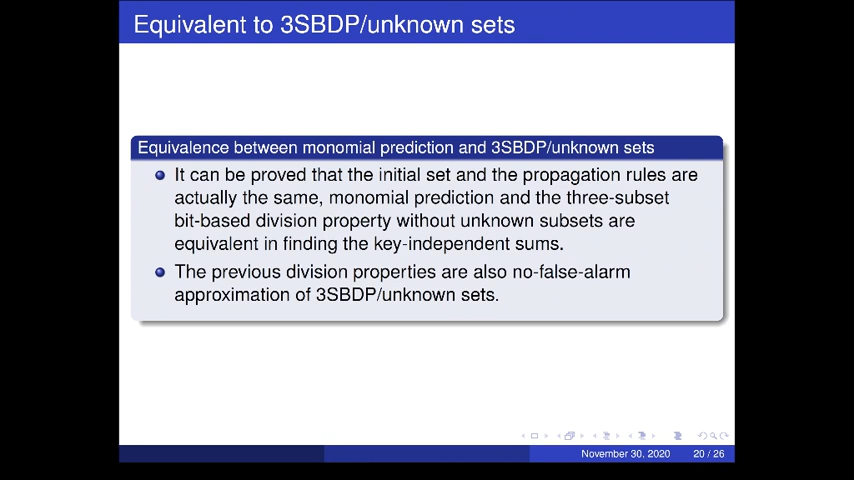 Equivalent to 3SBDP/unknown sets
Equivalence between monomial prediction and 3SBDP/unknown sets
It can be proved that the initial set and the propagation rules are
actually the same, monomial prediction and the three-subset
bit-based division property without unknown subsets are
equivalent in finding the key-independent sums.
The previous division properties are also no-false-alarm
approximation of 3SBDP/unknown sets.
November 30, 2020 20 / 26